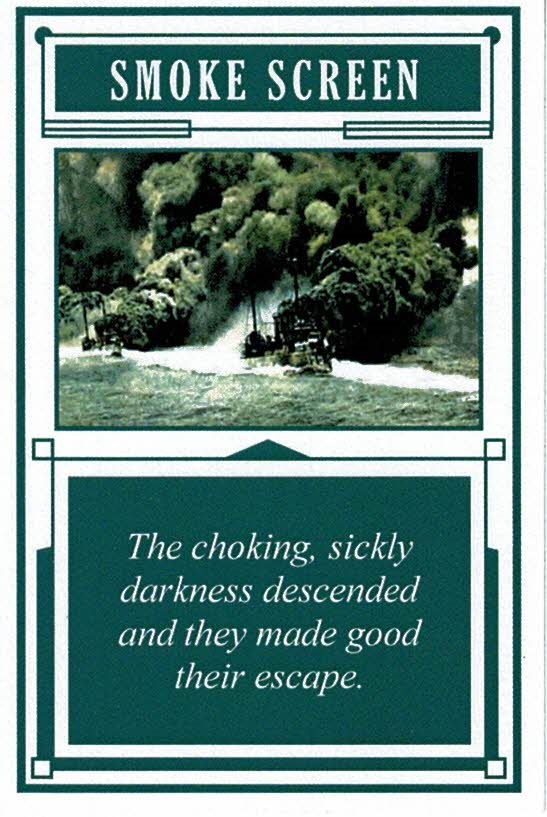 SMOKE SCREEN
The choking, sickly
darkness descended
and they made good
their escape.